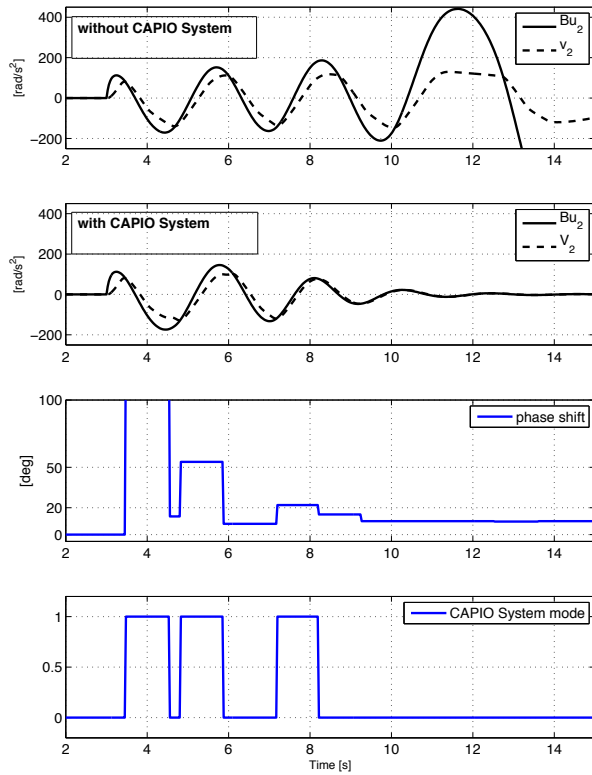 without CAPIO System
Bu2
v2
[rad/s²]
400
200
0
−200
2 4 6 8 10 12 14
with CAPIO System
Bu2
V2
[rad/s²]
400
200
0
−200
2 4 6 8 10 12 14
phase shift
[deg]
100
50
20
0
2 4 6 8 10 12 14
CAPIO System mode
1
0.5
0
2 4 6 8 10 12 14
Time [s]